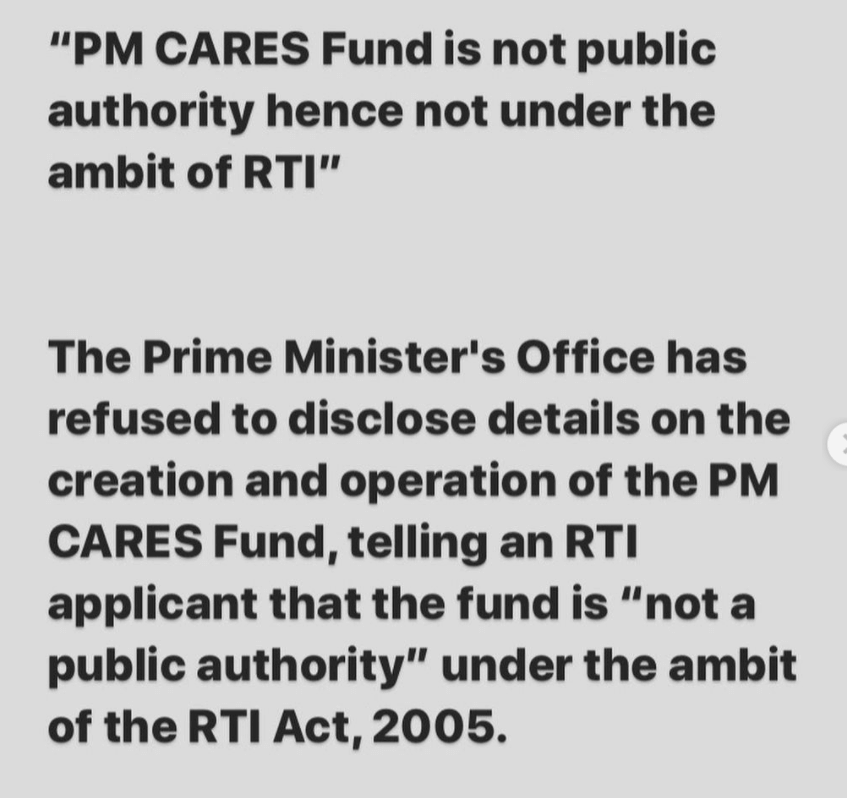 “PM CARES Fund is not public
authority hence not under the
ambit of RTI”
The Prime Minister's Office has
refused to disclose details on the
creation and operation of the PM
CARES Fund, telling an RTI
applicant that the fund is “not a
public authority” under the ambit
of the RTI Act, 2005.